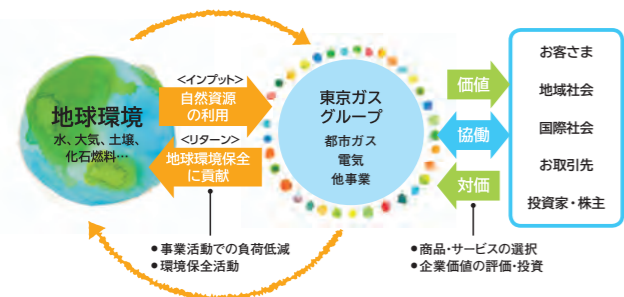 地球環境
水、大気、土壌、
化石燃料…
<インプット>
自然資源
の利用
<リターン>
地球環境保全
に貢献
● 事業活動での負荷低減
● 環境保全活動
東京ガス
グループ
都市ガス
電気
他事業
価値
協働
対価
● 商品・サービスの選択
● 企業価値の評価・投資
お客さま
地域社会
国際社会
お取引先
投資家・株主